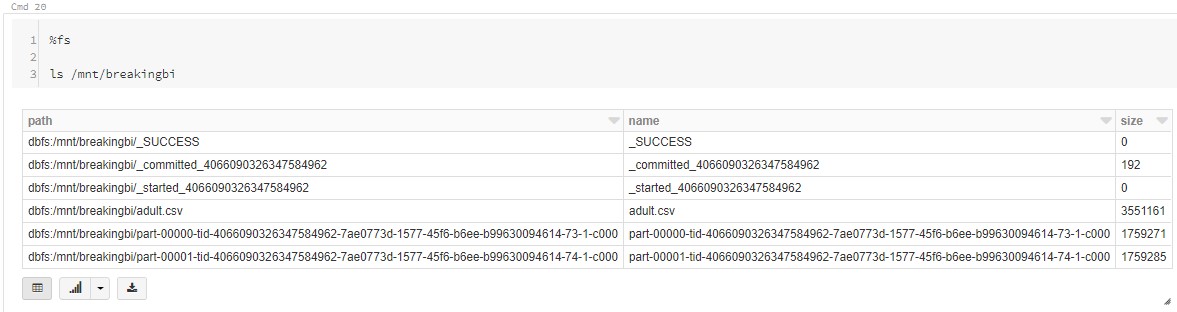 Cmd 20
1 %fs
2
3 ls /mnt/breakingbi
path name size
dbfs:/mnt/breakingbi/_SUCCESS _SUCCESS 0
dbfs:/mnt/breakingbi/_committed_4066090326347584962 _committed_4066090326347584962 192
dbfs:/mnt/breakingbi/_started_4066090326347584962 _started_4066090326347584962 0
dbfs:/mnt/breakingbi/adult.csv adult.csv 3551161
dbfs:/mnt/breakingbi/part-00000-tid-4066090326347584962-7ae0773d-1577-45f6-b6ee-b99630094614-73-1-c000 part-00000-tid-4066090326347584962-7ae0773d-1577-45f6-b6ee-b99630094614-73-1-c000 1759271
dbfs:/mnt/breakingbi/part-00001-tid-4066090326347584962-7ae0773d-1577-45f6-b6ee-b99630094614-74-1-c000 part-00001-tid-4066090326347584962-7ae0773d-1577-45f6-b6ee-b99630094614-74-1-c000 1759285